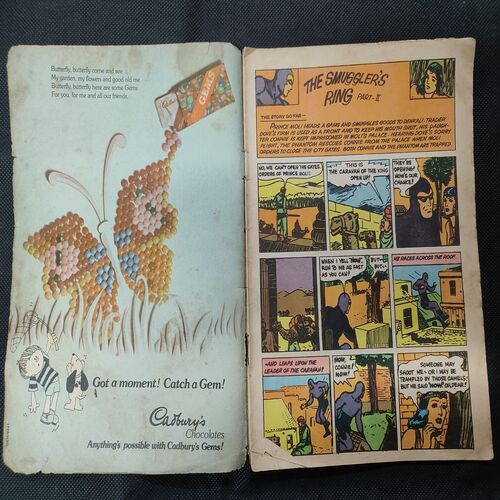 Butterfly, butterfly come and see
My garden, my flowers and good old me
Butterfly, butterfly here are some Gems
For you, for me and all our friends.
GEMS
Got a moment! Catch a Gem!
Cadbury's
Chocolates
Anything's possible with Cadbury's Gems!
THE SMUGGLER'S
RING PART-II
THE STORY SO FAR —
PRINCE MOLI HEADS A GANG AND SMUGGLES GOODS TO DENKALI. TRADER
FIRM IS USED AS A FRONT AND TO KEEP HIS MOUTH SHUT, HIS
TER CONNIE IS KEPT IMPRISONED IN MOLI'S PALACE. HEARING
PLIGHT, THE PHANTOM RESCUES CONNIE FROM THE PALACE WHEN MOLI
ORDERS TO CLOSE THE CITY GATES. BOTH CONNIE AND THE PHANTOM ARE TRAPPED.
NO, WE CAN'T OPEN THE GATES.
ORDERS OF PRINCE MOLI!
THIS IS
THE CARAVAN OF THE KING
OPEN UP!
THEY'RE
OPENING!
HERE'S OUR
CHANCE!
WHEN I YELL "NOW",
RUN TO ME AS FAST
AS YOU CAN!
BUT--
BUT--
HE RACES ACROSS THE ROOF--
--AND LEAPS UPON THE
LEADER OF THE CARAVAN!
NOW,
CONNIE!
NOW!
SOMEONE MAY
SHOOT ME-- OR I MAY BE
TRAMPLED BY THOSE CAMELS--
BUT HE SAID "NOW"! OH, DEAR!